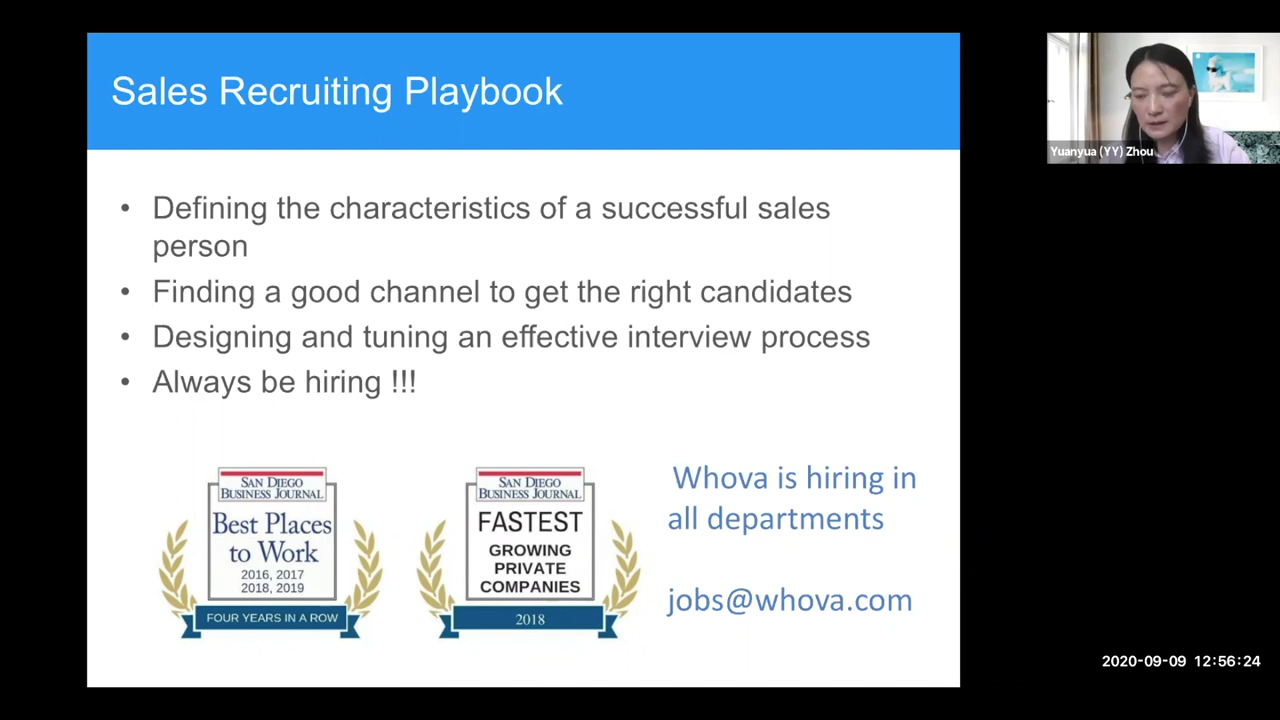 Sales Recruiting Playbook
• Defining the characteristics of a successful sales
person
• Finding a good channel to get the right candidates
• Designing and tuning an effective interview process
• Always be hiring !!!
SAN DIEGO
BUSINESS JOURNAL
Best Places
to Work
2016, 2017
2018, 2019
FOUR YEARS IN A ROW
SAN DIEGO
BUSINESS JOURNAL
FASTEST
GROWING
PRIVATE
COMPANIES
2018
Whova is hiring in
all departments
jobs@whova.com
Yuanyua (YY) Zhou
2020-09-09 12:56:24